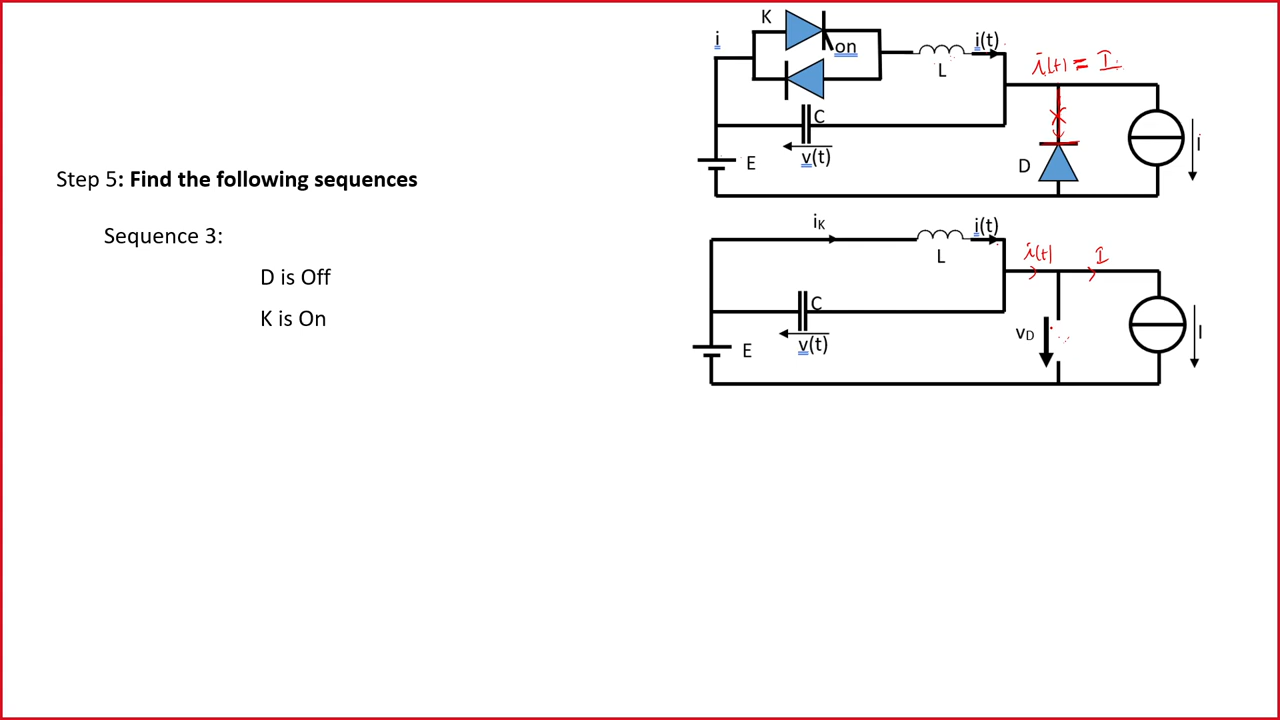 Step 5: Find the following sequences
Sequence 3:
D is Off
K is On
K
i
on
i(t)
L
i(t) = I
C
v(t)
E
D
i
iK
i(t)
L
i(t)
I
C
v(t)
E
vD
I